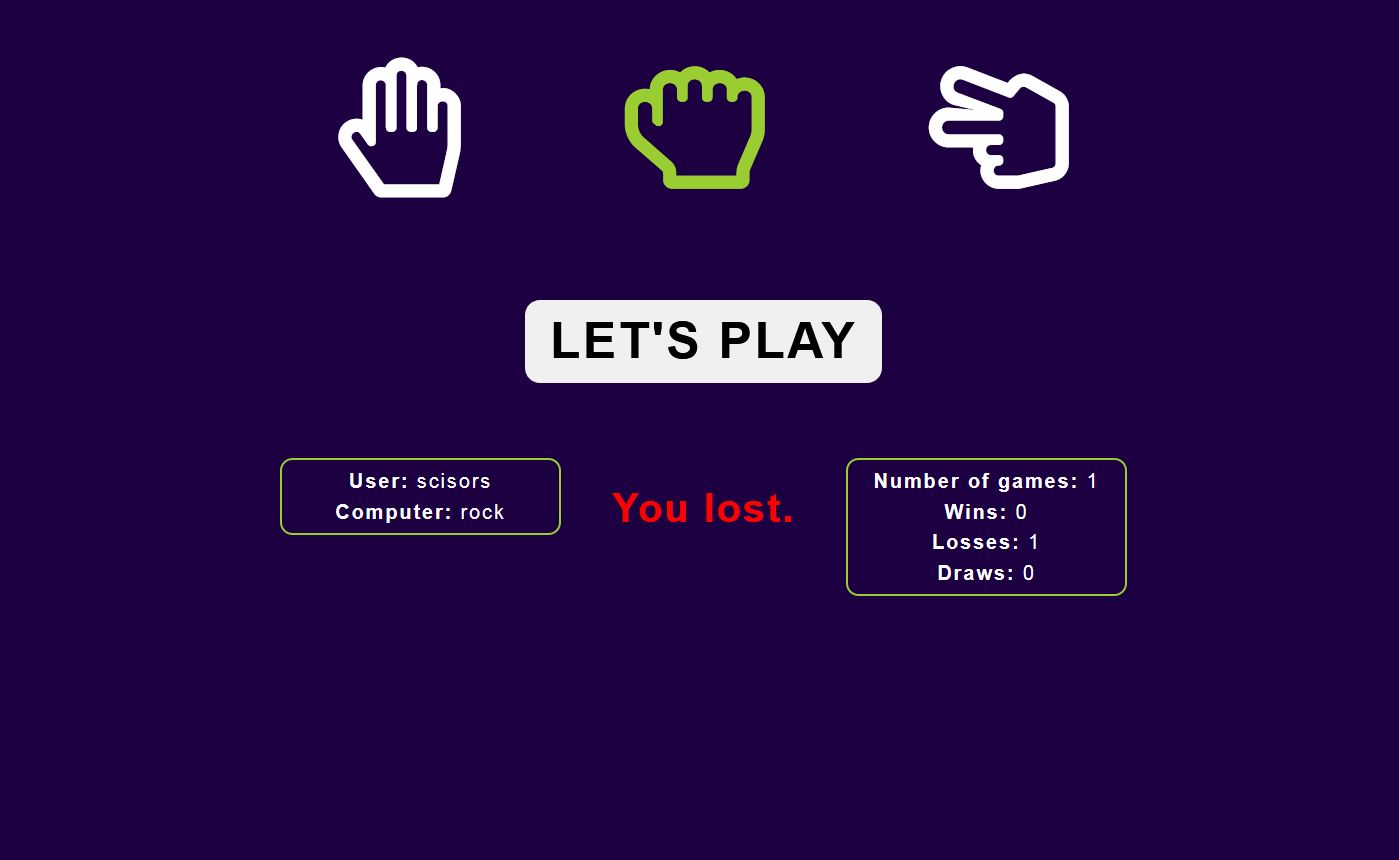 LET'S PLAY
User: scisors
Computer: rock
You lost.
Number of games: 1
Wins: 0
Losses: 1
Draws: 0